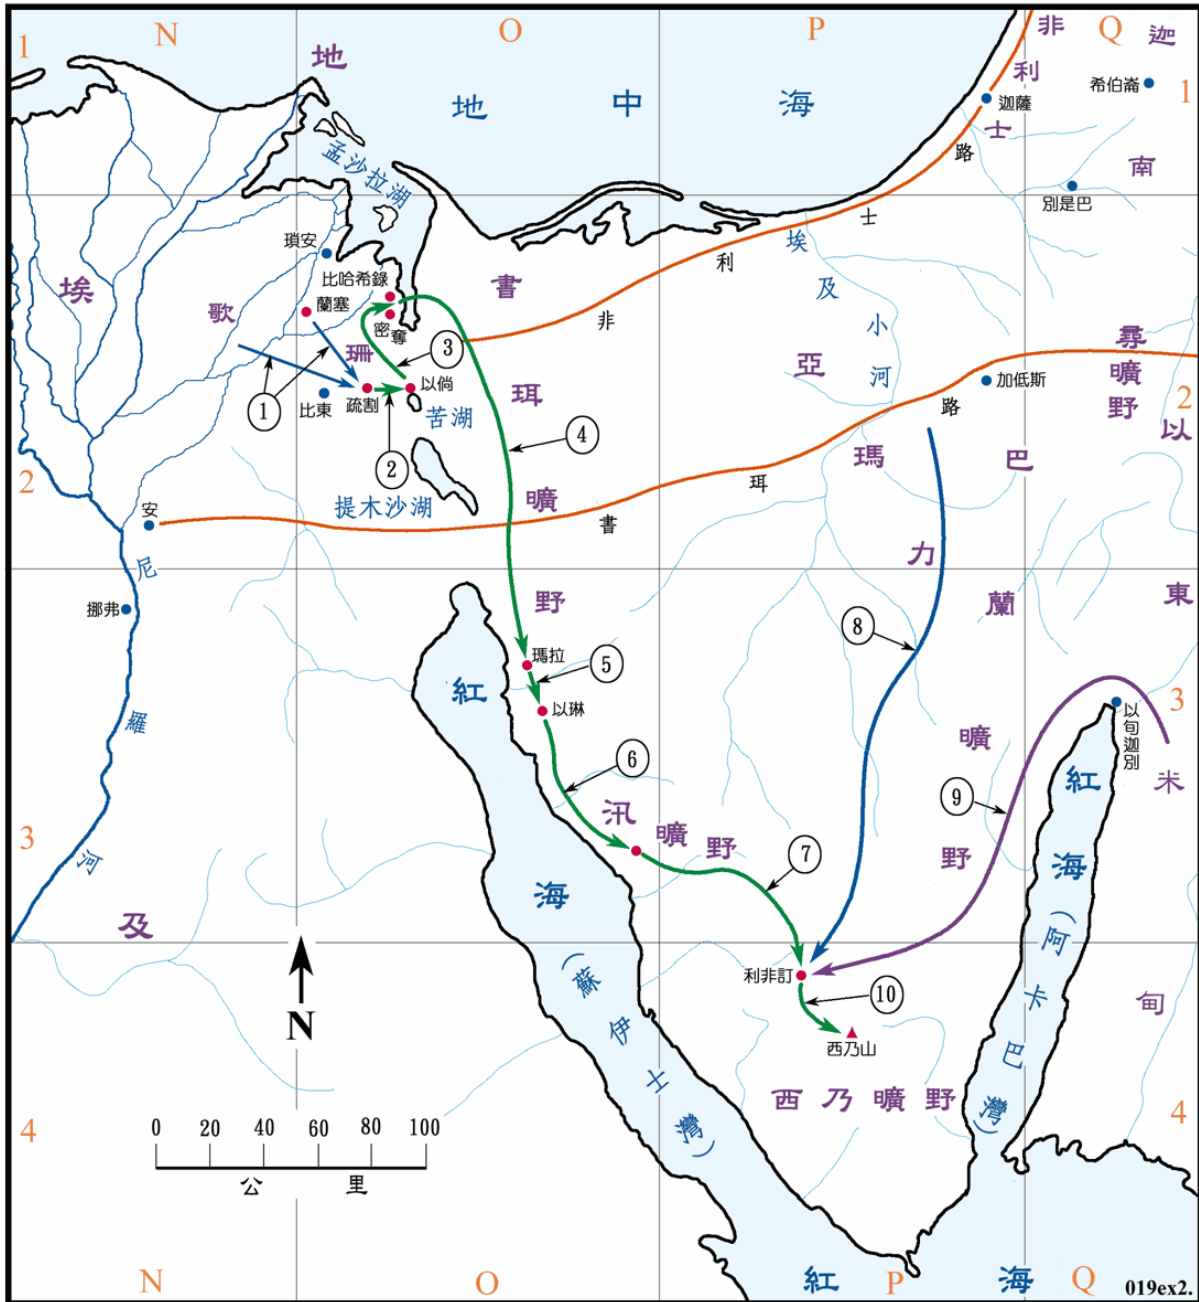 1
N
O
P
Q
地
地中海
非利士
迦南
希伯崙
迦薩
1
孟沙拉湖
路
士
利
非
別是巴
瑣安
比哈希錄
埃
及
歌
珊
蘭塞
密奪
書
珥
曠
野
埃及小河
亞
瑪
力
尋曠野
以
東
加低斯
2
③
以倘
①
比東
疏割
②
苦湖
④
提木沙湖
路
珥
書
巴
蘭
曠
野
2
安
尼
羅
河
挪弗
⑧
瑪拉
⑤
以琳
⑥
3
以旬迦別
紅
海
(蘇伊士灣)
汛曠野
⑦
⑨
紅
海
(阿卡巴灣)
米
甸
3
利非訂
⑩
西乃山
西乃曠野
N
0 20 40 60 80 100
公里
4
4
N
O
紅海
P
Q
019ex2.